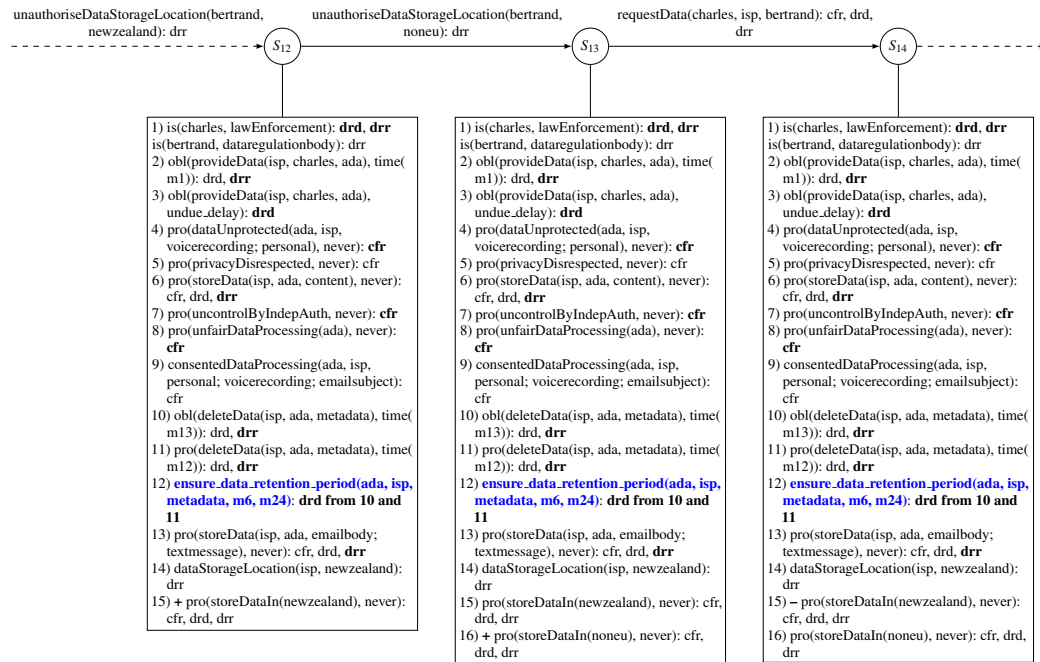 unauthoriseDataStorageLocation(bertrand,
newzealand): drr
unauthoriseDataStorageLocation(bertrand,
noneu): drr
requestData(charles, isp, bertrand): cfr, drd,
drr
S12
S13
S14
1) is(charles, lawEnforcement): drd, drr
is(bertrand, dataregulationbody): drr
2) obl(provideData(isp, charles, ada), time(
m1)): drd, drr
3) obl(provideData(isp, charles, ada),
undue_delay): drd
4) pro(dataUnprotected(ada, isp,
voicerecording; personal), never): cfr
5) pro(privacyDisrespected, never): cfr
6) pro(storeData(isp, ada, content), never):
cfr, drd, drr
7) pro(uncontrolByIndepAuth, never): cfr
8) pro(unfairDataProcessing(ada), never):
cfr
9) consentedDataProcessing(ada, isp,
personal; voicerecording; emailsubject):
cfr
10) obl(deleteData(isp, ada, metadata), time(
m13)): drd, drr
11) pro(deleteData(isp, ada, metadata), time(
m12)): drd, drr
12) ensure_data_retention_period(ada, isp,
metadata, m6, m24): drd from 10 and
11
13) pro(storeData(isp, ada, emailbody;
textmessage), never): cfr, drd, drr
14) dataStorageLocation(isp, newzealand):
drr
15) + pro(storeDataIn(newzealand), never):
cfr, drd, drr
1) is(charles, lawEnforcement): drd, drr
is(bertrand, dataregulationbody): drr
2) obl(provideData(isp, charles, ada), time(
m1)): drd, drr
3) obl(provideData(isp, charles, ada),
undue_delay): drd
4) pro(dataUnprotected(ada, isp,
voicerecording; personal), never): cfr
5) pro(privacyDisrespected, never): cfr
6) pro(storeData(isp, ada, content), never):
cfr, drd, drr
7) pro(uncontrolByIndepAuth, never): cfr
8) pro(unfairDataProcessing(ada), never):
cfr
9) consentedDataProcessing(ada, isp,
personal; voicerecording; emailsubject):
cfr
10) obl(deleteData(isp, ada, metadata), time(
m13)): drd, drr
11) pro(deleteData(isp, ada, metadata), time(
m12)): drd, drr
12) ensure_data_retention_period(ada, isp,
metadata, m6, m24): drd from 10 and
11
13) pro(storeData(isp, ada, emailbody;
textmessage), never): cfr, drd, drr
14) dataStorageLocation(isp, newzealand):
drr
15) pro(storeDataIn(newzealand), never): cfr,
drd, drr
16) + pro(storeDataIn(noneu), never): cfr,
drd, drr
1) is(charles, lawEnforcement): drd, drr
is(bertrand, dataregulationbody): drr
2) obl(provideData(isp, charles, ada), time(
m1)): drd, drr
3) obl(provideData(isp, charles, ada),
undue_delay): drd
4) pro(dataUnprotected(ada, isp,
voicerecording; personal), never): cfr
5) pro(privacyDisrespected, never): cfr
6) pro(storeData(isp, ada, content), never):
cfr, drd, drr
7) pro(uncontrolByIndepAuth, never): cfr
8) pro(unfairDataProcessing(ada), never):
cfr
9) consentedDataProcessing(ada, isp,
personal; voicerecording; emailsubject):
cfr
10) obl(deleteData(isp, ada, metadata), time(
m13)): drd, drr
11) pro(deleteData(isp, ada, metadata), time(
m12)): drd, drr
12) ensure_data_retention_period(ada, isp,
metadata, m6, m24): drd from 10 and
11
13) pro(storeData(isp, ada, emailbody;
textmessage), never): cfr, drd, drr
14) dataStorageLocation(isp, newzealand):
drr
15) − pro(storeDataIn(newzealand), never):
cfr, drd, drr
16) pro(storeDataIn(noneu), never): cfr, drd,
drr